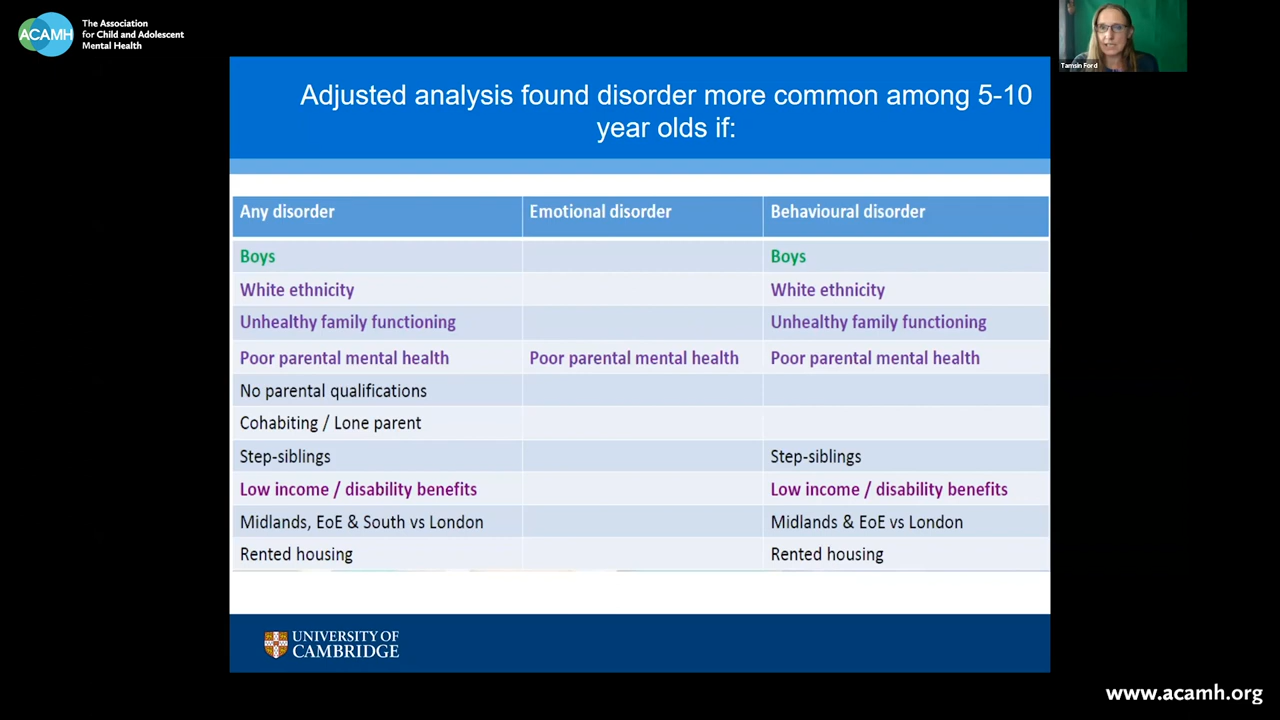 ACAMH
The Association
for Child and Adolescent
Mental Health
Tamsin Ford
Adjusted analysis found disorder more common among 5-10
year olds if:
Any disorder Emotional disorder Behavioural disorder
Boys Boys
White ethnicity White ethnicity
Unhealthy family functioning Unhealthy family functioning
Poor parental mental health Poor parental mental health Poor parental mental health
No parental qualifications
Cohabiting / Lone parent
Step-siblings Step-siblings
Low income / disability benefits Low income / disability benefits
Midlands, EoE & South vs London Midlands & EoE vs London
Rented housing Rented housing
UNIVERSITY OF
CAMBRIDGE
www.acamh.org